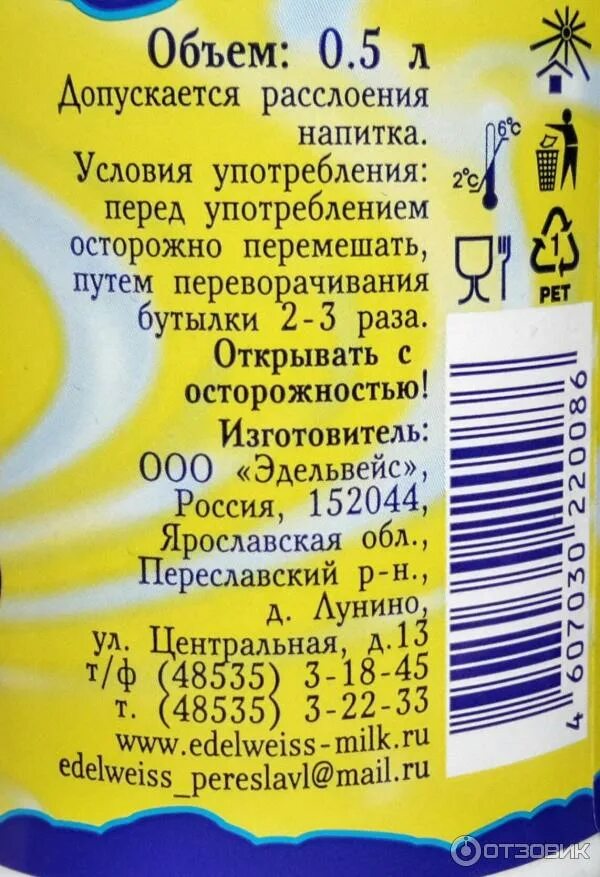 Объем: 0.5 л
Допускается расслоения
напитка.
Условия употребления:
перед употреблением
осторожно перемешать,
путем переворачивания
бутылки 2-3 раза.
Открывать с
осторожностью!
Изготовитель:
ООО «Эдельвейс»,
Россия, 152044,
Ярославская обл.,
Переславский р-н.,
д. Лунино,
ул. Центральная, д.13
т/ф (48535) 3-18-45
т. (48535) 3-22-33
www.edelweiss-milk.ru
edelweiss_pereslavl@mail.ru
6°c
2°c
1
PET
4 607030 220086
ОТЗОВИК